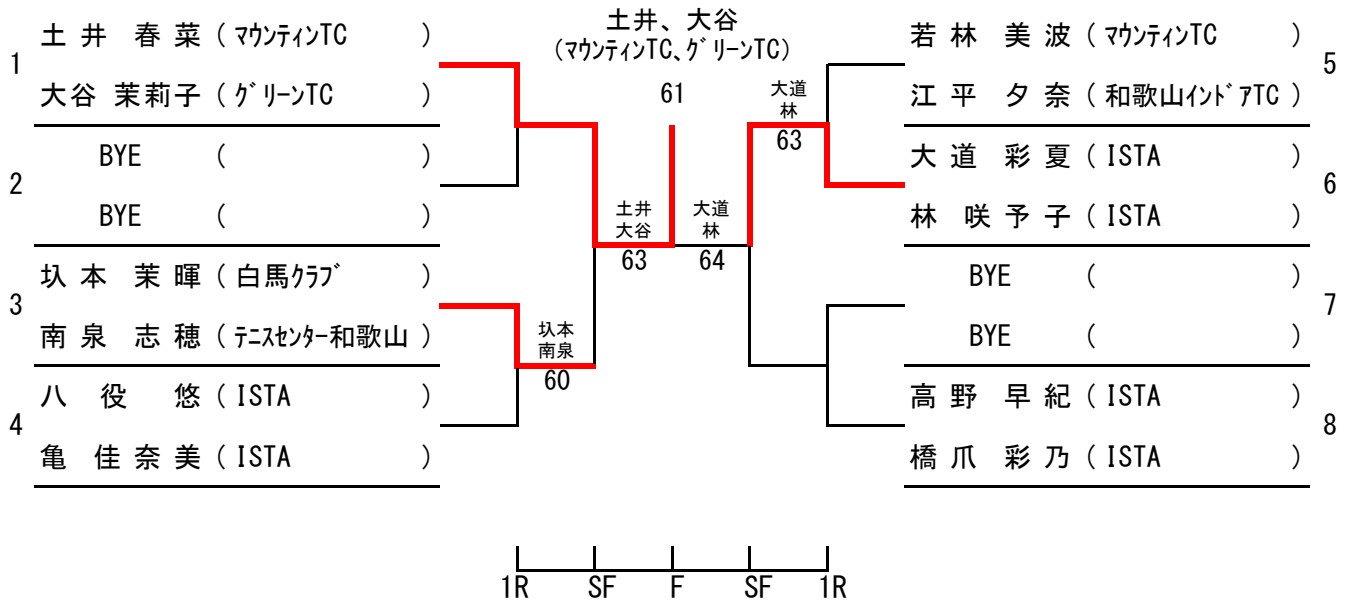 土井、大谷
(マウンティンTC、グリーンTC)
61
1
土井 春菜 (マウンティンTC)
大谷 茉莉子 (グリーンTC)
2
BYE ( )
BYE ( )
3
圦本 茉暉 (白馬クラブ)
南泉 志穂 (テニスセンター和歌山)
4
八役 悠 (ISTA)
亀 佳奈美 (ISTA)
圦本
南泉
60
土井
大谷
63
大道
林
64
大道
林
63
若林 美波 (マウンティンTC)
江平 夕奈 (和歌山インドアTC)
5
大道 彩夏 (ISTA)
林 咲予子 (ISTA)
6
BYE ( )
BYE ( )
7
高野 早紀 (ISTA)
橋爪 彩乃 (ISTA)
8
1R SF F SF 1R